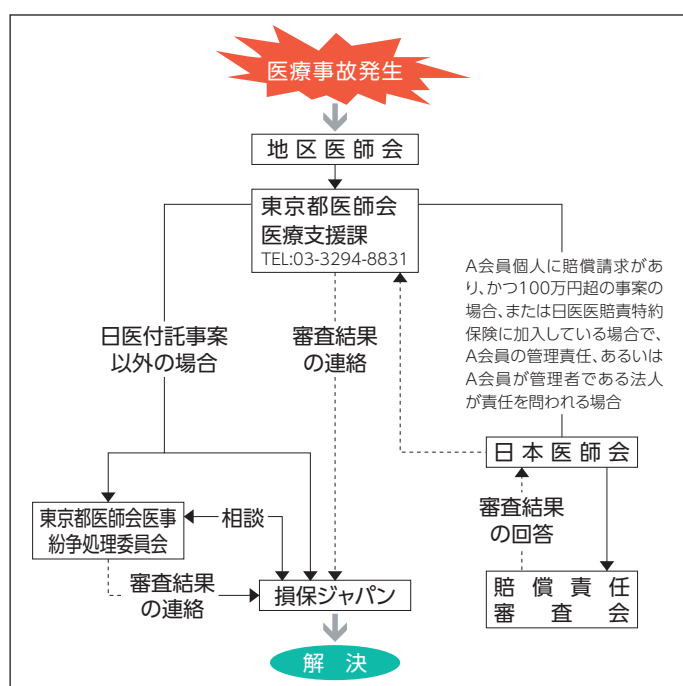 医療事故発生
地区医師会
東京都医師会
医療支援課
TEL:03-3294-8831
A会員個人に賠償請求があ
り、かつ100万円超の事案の
場合、または日医医賠責特約
保険に加入している場合で、
A会員の管理責任、あるいは
A会員が管理者である法人
が責任を問われる場合
日医付託事案
以外の場合
審査結果
の連絡
日本医師会
東京都医師会医事
紛争処理委員会
相談
審査結果
の回答
審査結果
の連絡
損保ジャパン
賠償責任
審査会
解決